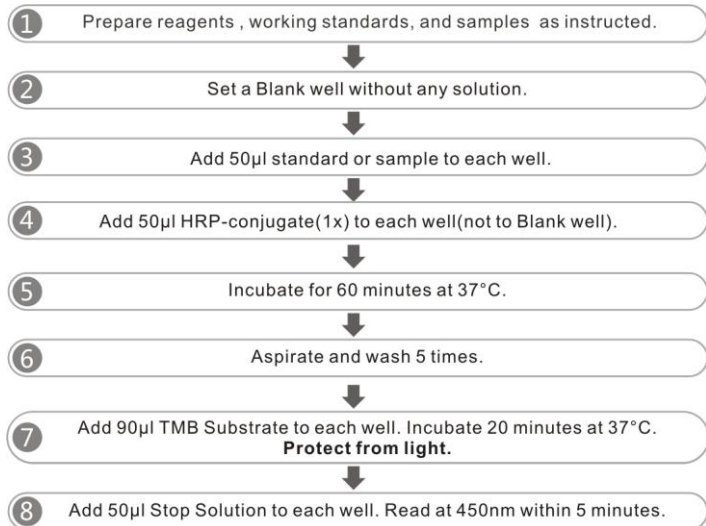 1 Prepare reagents , working standards, and samples as instructed.
2 Set a Blank well without any solution.
3 Add 50μl standard or sample to each well.
4 Add 50μl HRP-conjugate(1x) to each well(not to Blank well).
5 Incubate for 60 minutes at 37°C.
6 Aspirate and wash 5 times.
7 Add 90μl TMB Substrate to each well. Incubate 20 minutes at 37°C.
Protect from light.
8 Add 50μl Stop Solution to each well. Read at 450nm within 5 minutes.